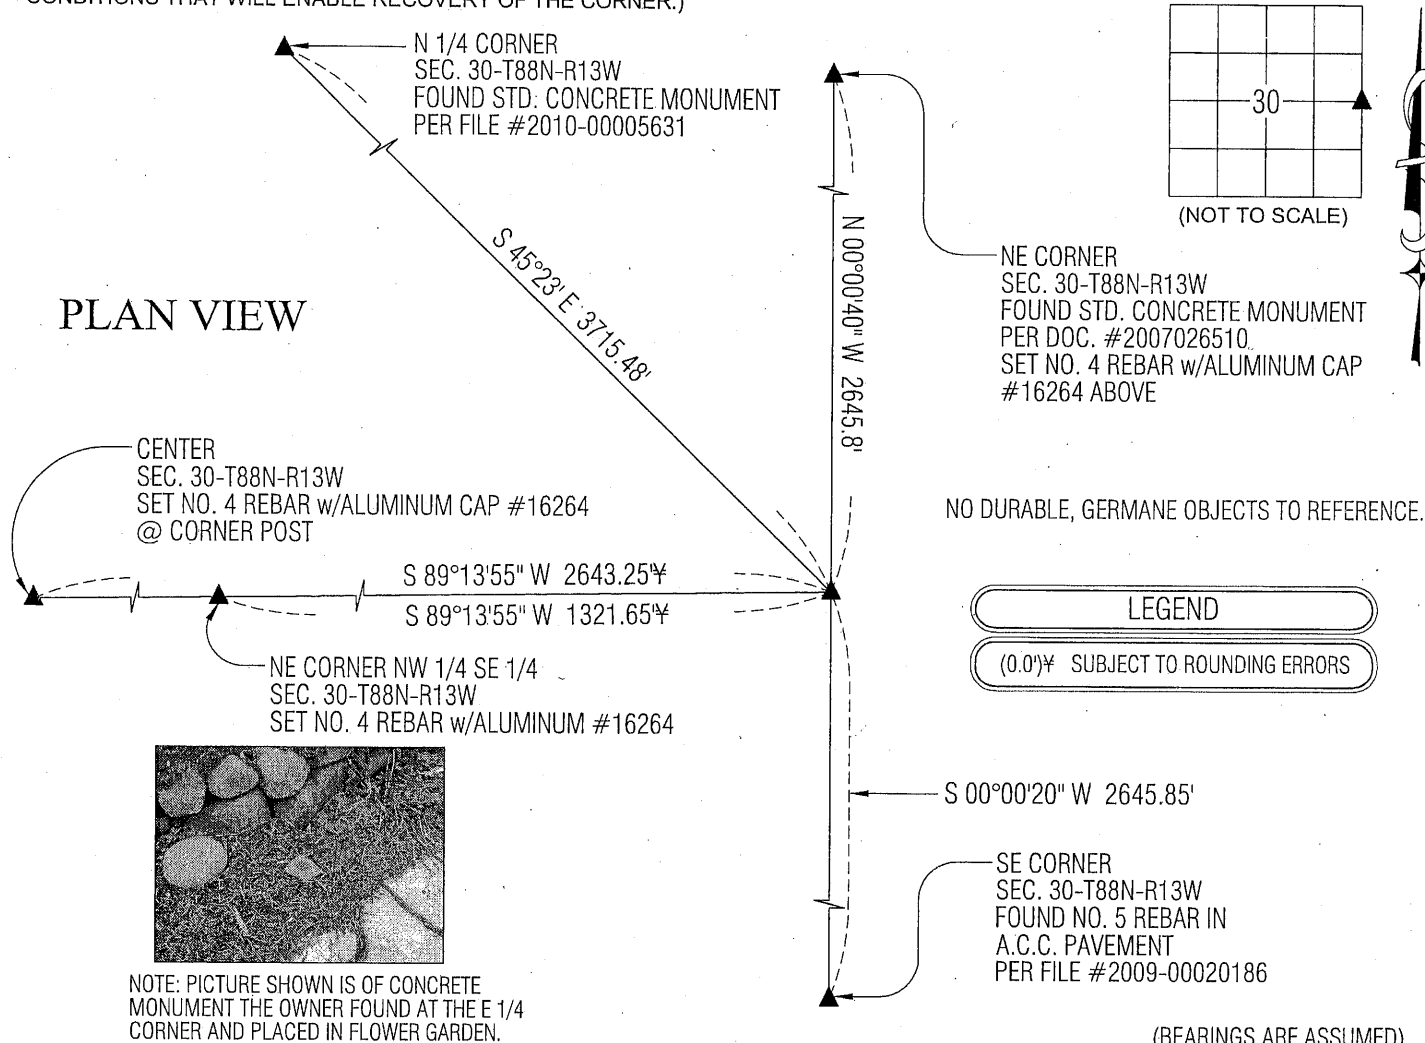 CONDITIONS THAT WILL ENABLE RECOVERY OF THE CORNER.)
N 1/4 CORNER
SEC. 30-T88N-R13W
FOUND STD. CONCRETE MONUMENT
PER FILE #2010-00005631
30
(NOT TO SCALE)
NE CORNER
SEC. 30-T88N-R13W
FOUND STD. CONCRETE MONUMENT
PER DOC. #2007026510
SET NO. 4 REBAR w/ALUMINUM CAP
#16264 ABOVE
S 45°23' E 3715.48'
N 00°00'40" W 2645.8'
PLAN VIEW
CENTER
SEC. 30-T88N-R13W
SET NO. 4 REBAR w/ALUMINUM CAP #16264
@ CORNER POST
NO DURABLE, GERMANE OBJECTS TO REFERENCE.
S 89°13'55" W 2643.25'¥
S 89°13'55" W 1321.65'¥
LEGEND
(0.0')¥ SUBJECT TO ROUNDING ERRORS
NE CORNER NW 1/4 SE 1/4
SEC. 30-T88N-R13W
SET NO. 4 REBAR w/ALUMINUM #16264
S 00°00'20" W 2645.85'
SE CORNER
SEC. 30-T88N-R13W
FOUND NO. 5 REBAR IN
A.C.C. PAVEMENT
PER FILE #2009-00020186
NOTE: PICTURE SHOWN IS OF CONCRETE
MONUMENT THE OWNER FOUND AT THE E 1/4
CORNER AND PLACED IN FLOWER GARDEN.
(BEARINGS ARE ASSUMED)